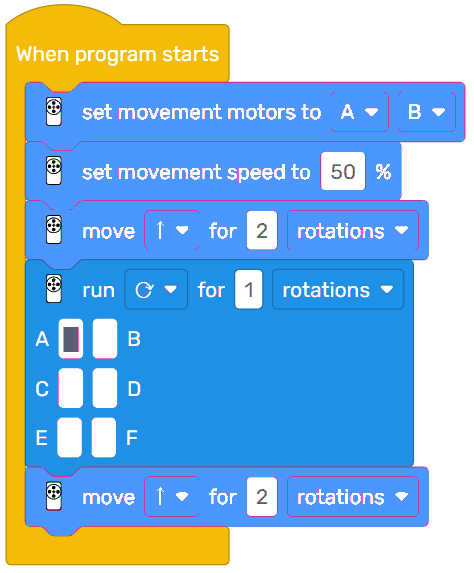 When program starts
set movement motors to A B
set movement speed to 50 %
move ↑ for 2 rotations
run ⟳ for 1 rotations
A B
C D
E F
move ↑ for 2 rotations